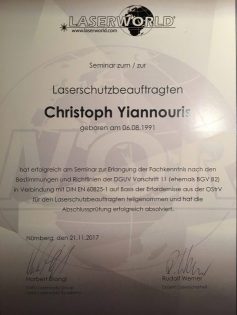 LASERWORLD
www.laserworld.com
Seminar zum / zur
Laserschutzbeauftragten
Christoph Yiannouris
geboren am 06.08.1991
hat erfolgreich am Seminar zur Erlangung der Fachkenntnis nach den
Bestimmungen und Richtlinien der DGUV Vorschrift 11 (ehemals BGV B2)
in Verbindung mit DIN EN 60825-1 auf Basis der Erfordernisse aus der OStrV
für den Laserschutzbeauftragten teilgenommen und hat die
Abschlussprüfung erfolgreich absolviert.
Nürnberg, den 21.11.2017
Norbert Stangl
Rudolf Werner